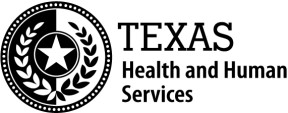 TEXAS
Health and Human
Services